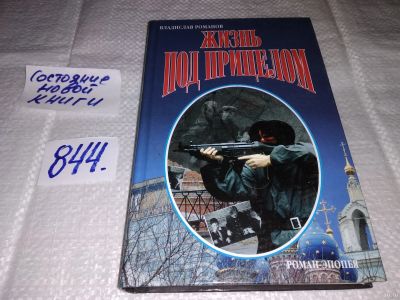 ВЛАДИСЛАВ РОМАНОВ
ЖИЗНЬ
ПОД ПРИЦЕЛОМ
Состояние
новой
книги
844.
РОМАН-ЭПОПЕЯ